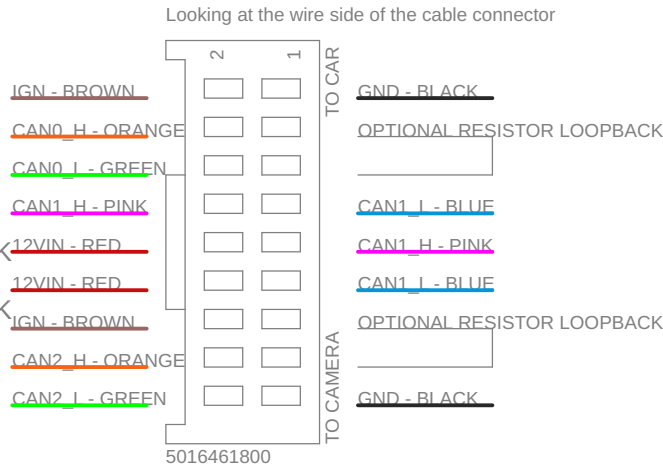 Looking at the wire side of the cable connector
2 1
TO CAR
IGN - BROWN
GND - BLACK
CAN0_H - ORANGE
OPTIONAL RESISTOR LOOPBACK
CAN0_L - GREEN
CAN1_H - PINK
CAN1_L - BLUE
K
12VIN - RED
CAN1_H - PINK
12VIN - RED
CAN1_L - BLUE
K
IGN - BROWN
OPTIONAL RESISTOR LOOPBACK
CAN2_H - ORANGE
TO CAMERA
CAN2_L - GREEN
GND - BLACK
5016461800